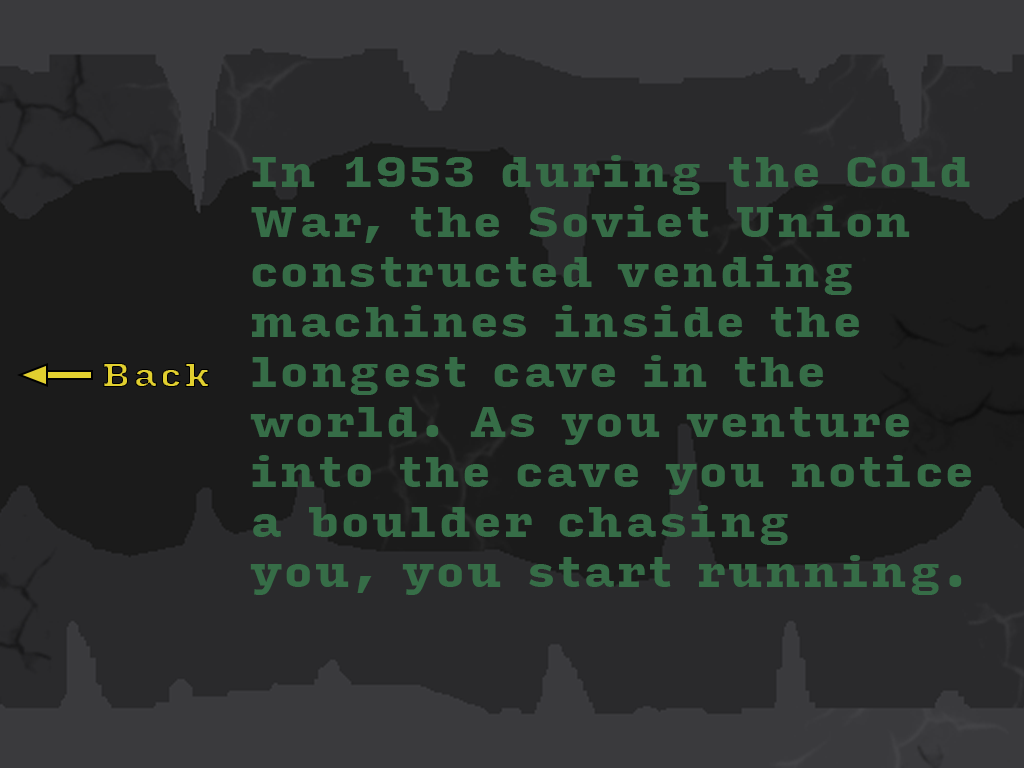 In 1953 during the Cold
War, the Soviet Union
constructed vending
machines inside the
longest cave in the
world. As you venture
into the cave you notice
a boulder chasing
you, you start running.
Back